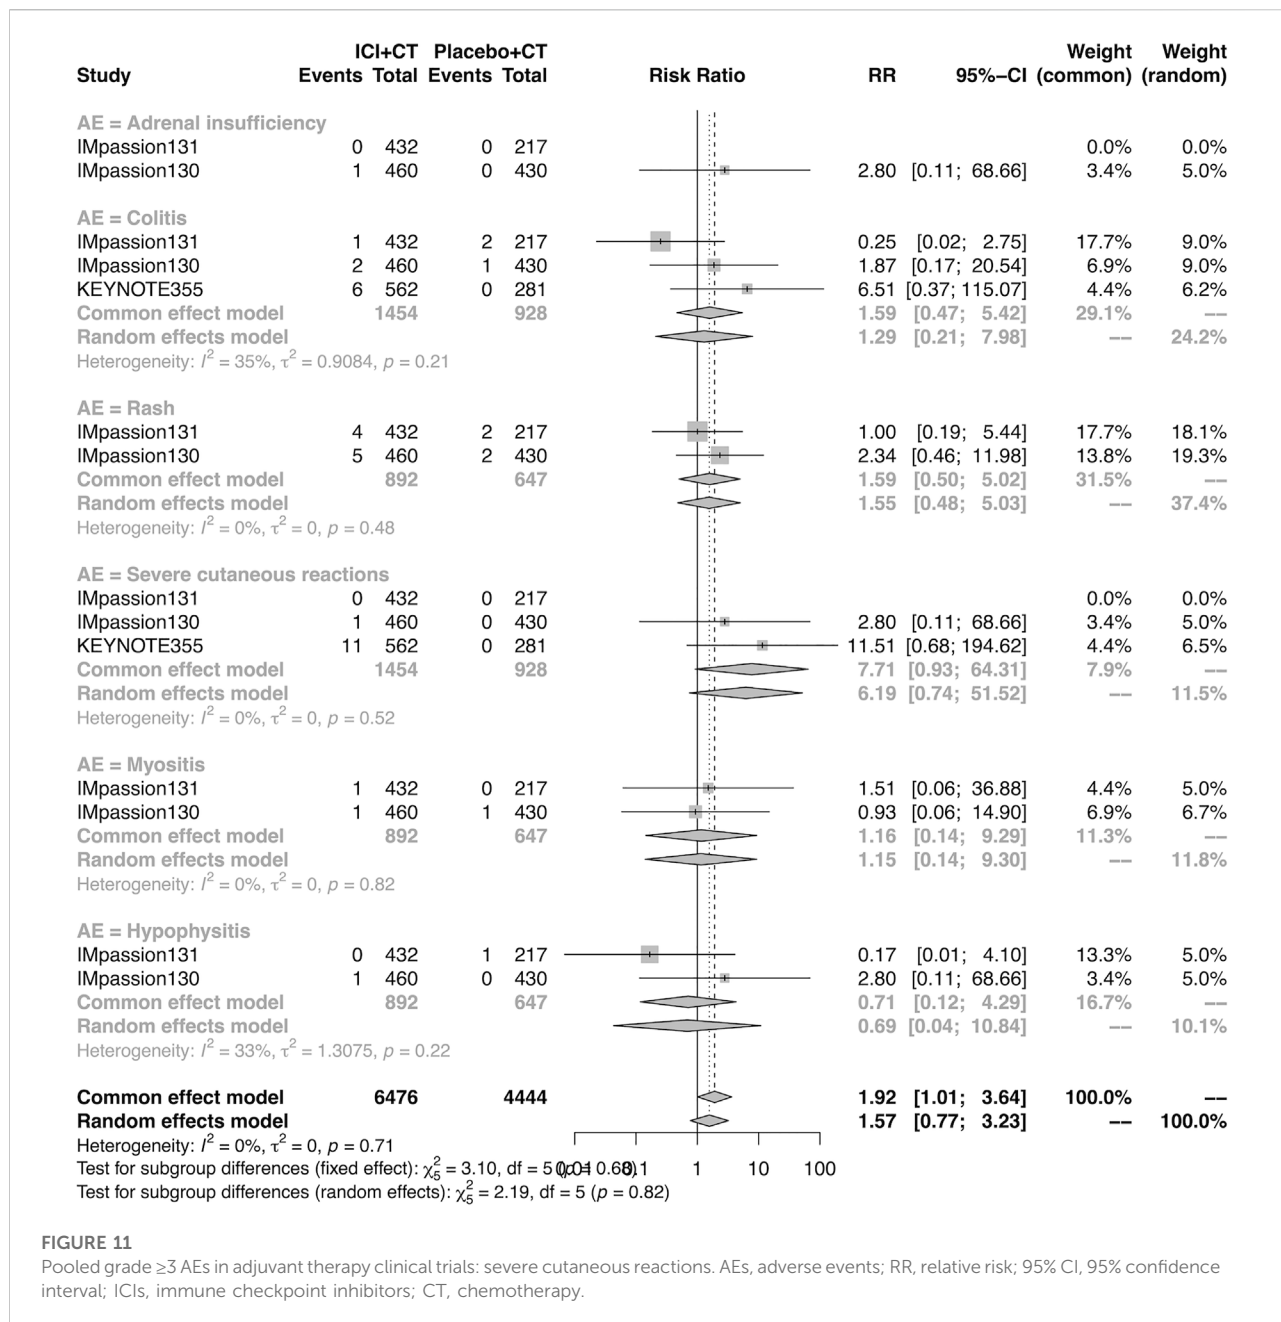 ICI+CT Placebo+CT Weight Weight
Study Events Total Events Total Risk Ratio RR 95%−CI (common) (random)
AE = Adrenal insufficiency
IMpassion131 0 432 0 217 0.0% 0.0%
IMpassion130 1 460 0 430 2.80 [0.11; 68.66] 3.4% 5.0%
AE = Colitis
IMpassion131 1 432 2 217 0.25 [0.02; 2.75] 17.7% 9.0%
IMpassion130 2 460 1 430 1.87 [0.17; 20.54] 6.9% 9.0%
KEYNOTE355 6 562 0 281 6.51 [0.37; 115.07] 4.4% 6.2%
Common effect model 1454 928 1.59 [0.47; 5.42] 29.1% −−
Random effects model 1.29 [0.21; 7.98] −− 24.2%
Heterogeneity: I² = 35%, τ² = 0.9084, p = 0.21
AE = Rash
IMpassion131 4 432 2 217 1.00 [0.19; 5.44] 17.7% 18.1%
IMpassion130 5 460 2 430 2.34 [0.46; 11.98] 13.8% 19.3%
Common effect model 892 647 1.59 [0.50; 5.02] 31.5% −−
Random effects model 1.55 [0.48; 5.03] −− 37.4%
Heterogeneity: I² = 0%, τ² = 0, p = 0.48
AE = Severe cutaneous reactions
IMpassion131 0 432 0 217 0.0% 0.0%
IMpassion130 1 460 0 430 2.80 [0.11; 68.66] 3.4% 5.0%
KEYNOTE355 11 562 0 281 11.51 [0.68; 194.62] 4.4% 6.5%
Common effect model 1454 928 7.71 [0.93; 64.31] 7.9% −−
Random effects model 6.19 [0.74; 51.52] −− 11.5%
Heterogeneity: I² = 0%, τ² = 0, p = 0.52
AE = Myositis
IMpassion131 1 432 0 217 1.51 [0.06; 36.88] 4.4% 5.0%
IMpassion130 1 460 1 430 0.93 [0.06; 14.90] 6.9% 6.7%
Common effect model 892 647 1.16 [0.14; 9.29] 11.3% −−
Random effects model 1.15 [0.14; 9.30] −− 11.8%
Heterogeneity: I² = 0%, τ² = 0, p = 0.82
AE = Hypophysitis
IMpassion131 0 432 1 217 0.17 [0.01; 4.10] 13.3% 5.0%
IMpassion130 1 460 0 430 2.80 [0.11; 68.66] 3.4% 5.0%
Common effect model 892 647 0.71 [0.12; 4.29] 16.7% −−
Random effects model 0.69 [0.04; 10.84] −− 10.1%
Heterogeneity: I² = 33%, τ² = 1.3075, p = 0.22
Common effect model 6476 4444 1.92 [1.01; 3.64] 100.0% −−
Random effects model 1.57 [0.77; 3.23] −− 100.0%
Heterogeneity: I² = 0%, τ² = 0, p = 0.71
Test for subgroup differences (fixed effect): χ²₅ = 3.10, df = 5 (p = 0.68) 0.01 0.1 1 10 100
Test for subgroup differences (random effects): χ²₅ = 2.19, df = 5 (p = 0.82)
FIGURE 11
Pooled grade ≥3 AEs in adjuvant therapy clinical trials: severe cutaneous reactions. AEs, adverse events; RR, relative risk; 95% CI, 95% confidence
interval; ICIs, immune checkpoint inhibitors; CT, chemotherapy.